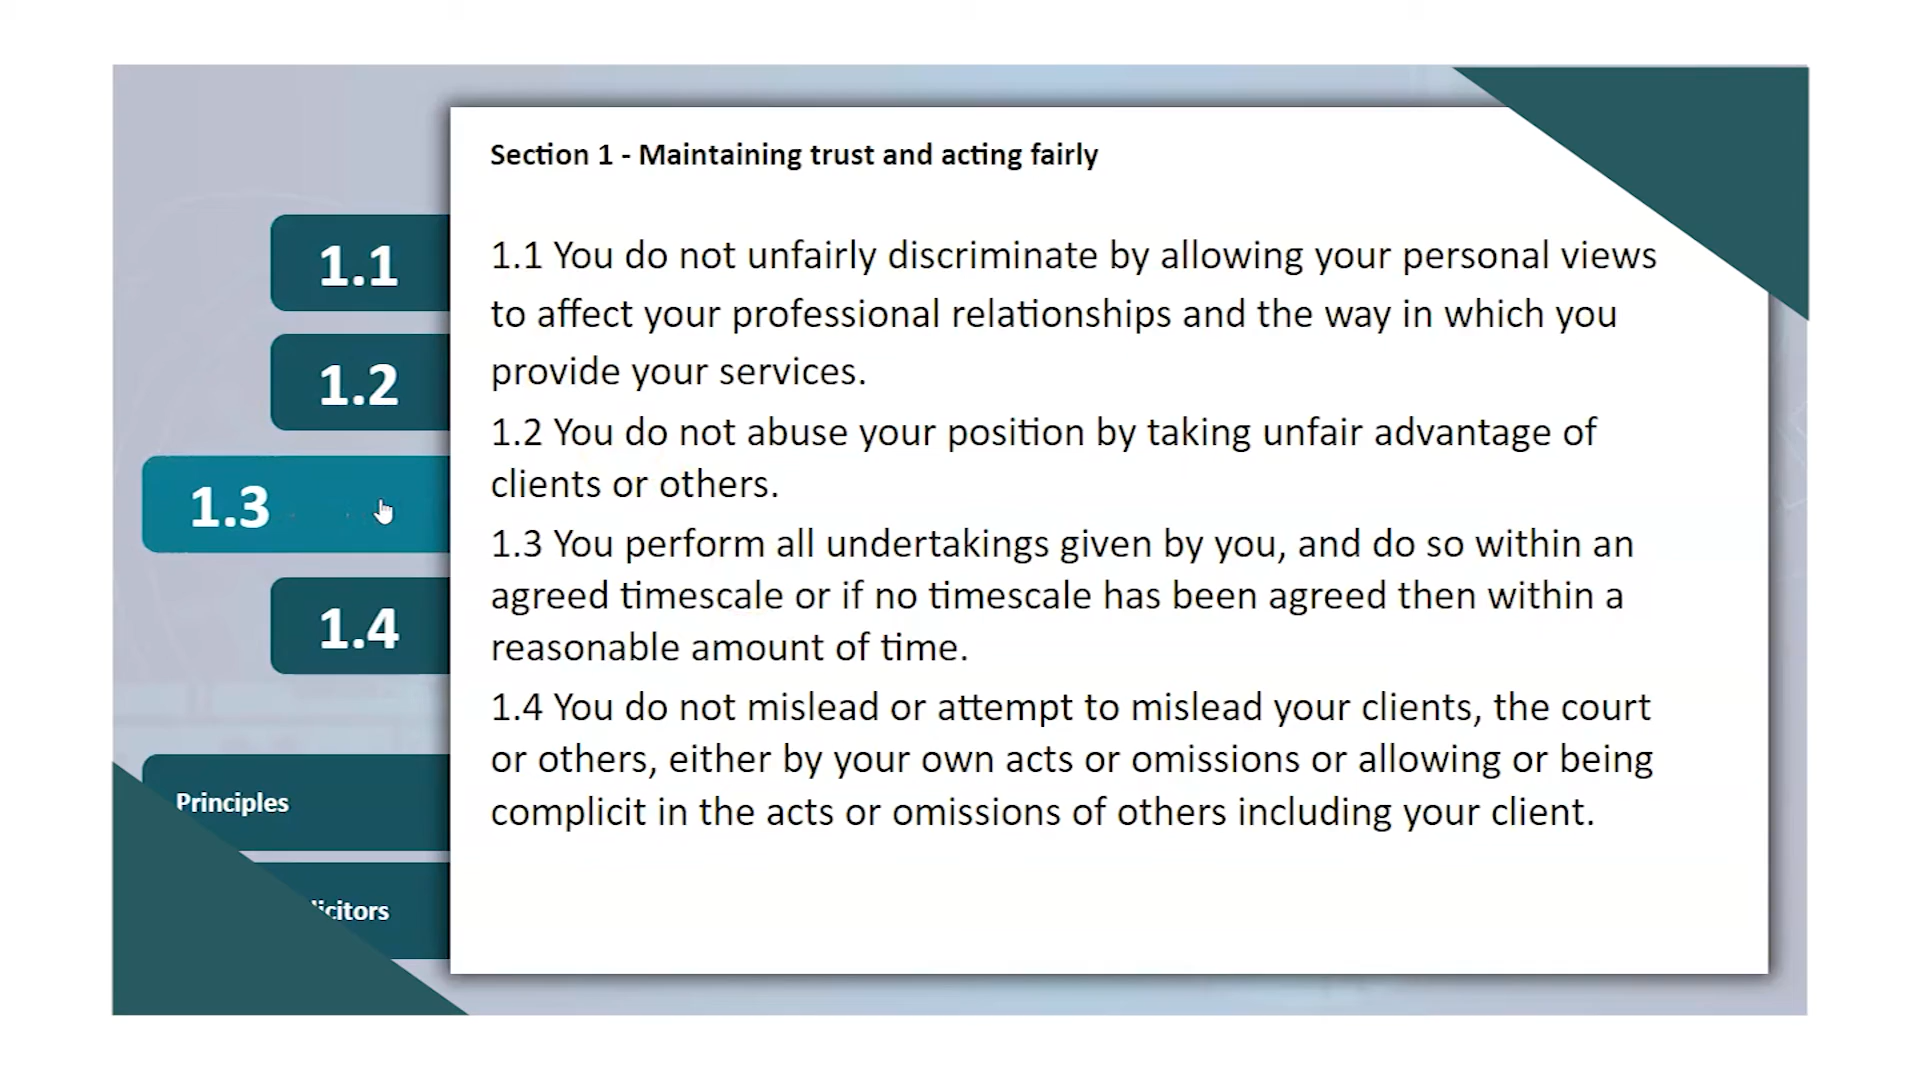 Section 1 - Maintaining trust and acting fairly
1.1 You do not unfairly discriminate by allowing your personal views
to affect your professional relationships and the way in which you
provide your services.
1.2 You do not abuse your position by taking unfair advantage of
clients or others.
1.3 You perform all undertakings given by you, and do so within an
agreed timescale or if no timescale has been agreed then within a
reasonable amount of time.
1.4 You do not mislead or attempt to mislead your clients, the court
or others, either by your own acts or omissions or allowing or being
complicit in the acts or omissions of others including your client.
1.1
1.2
1.3
1.4
Principles